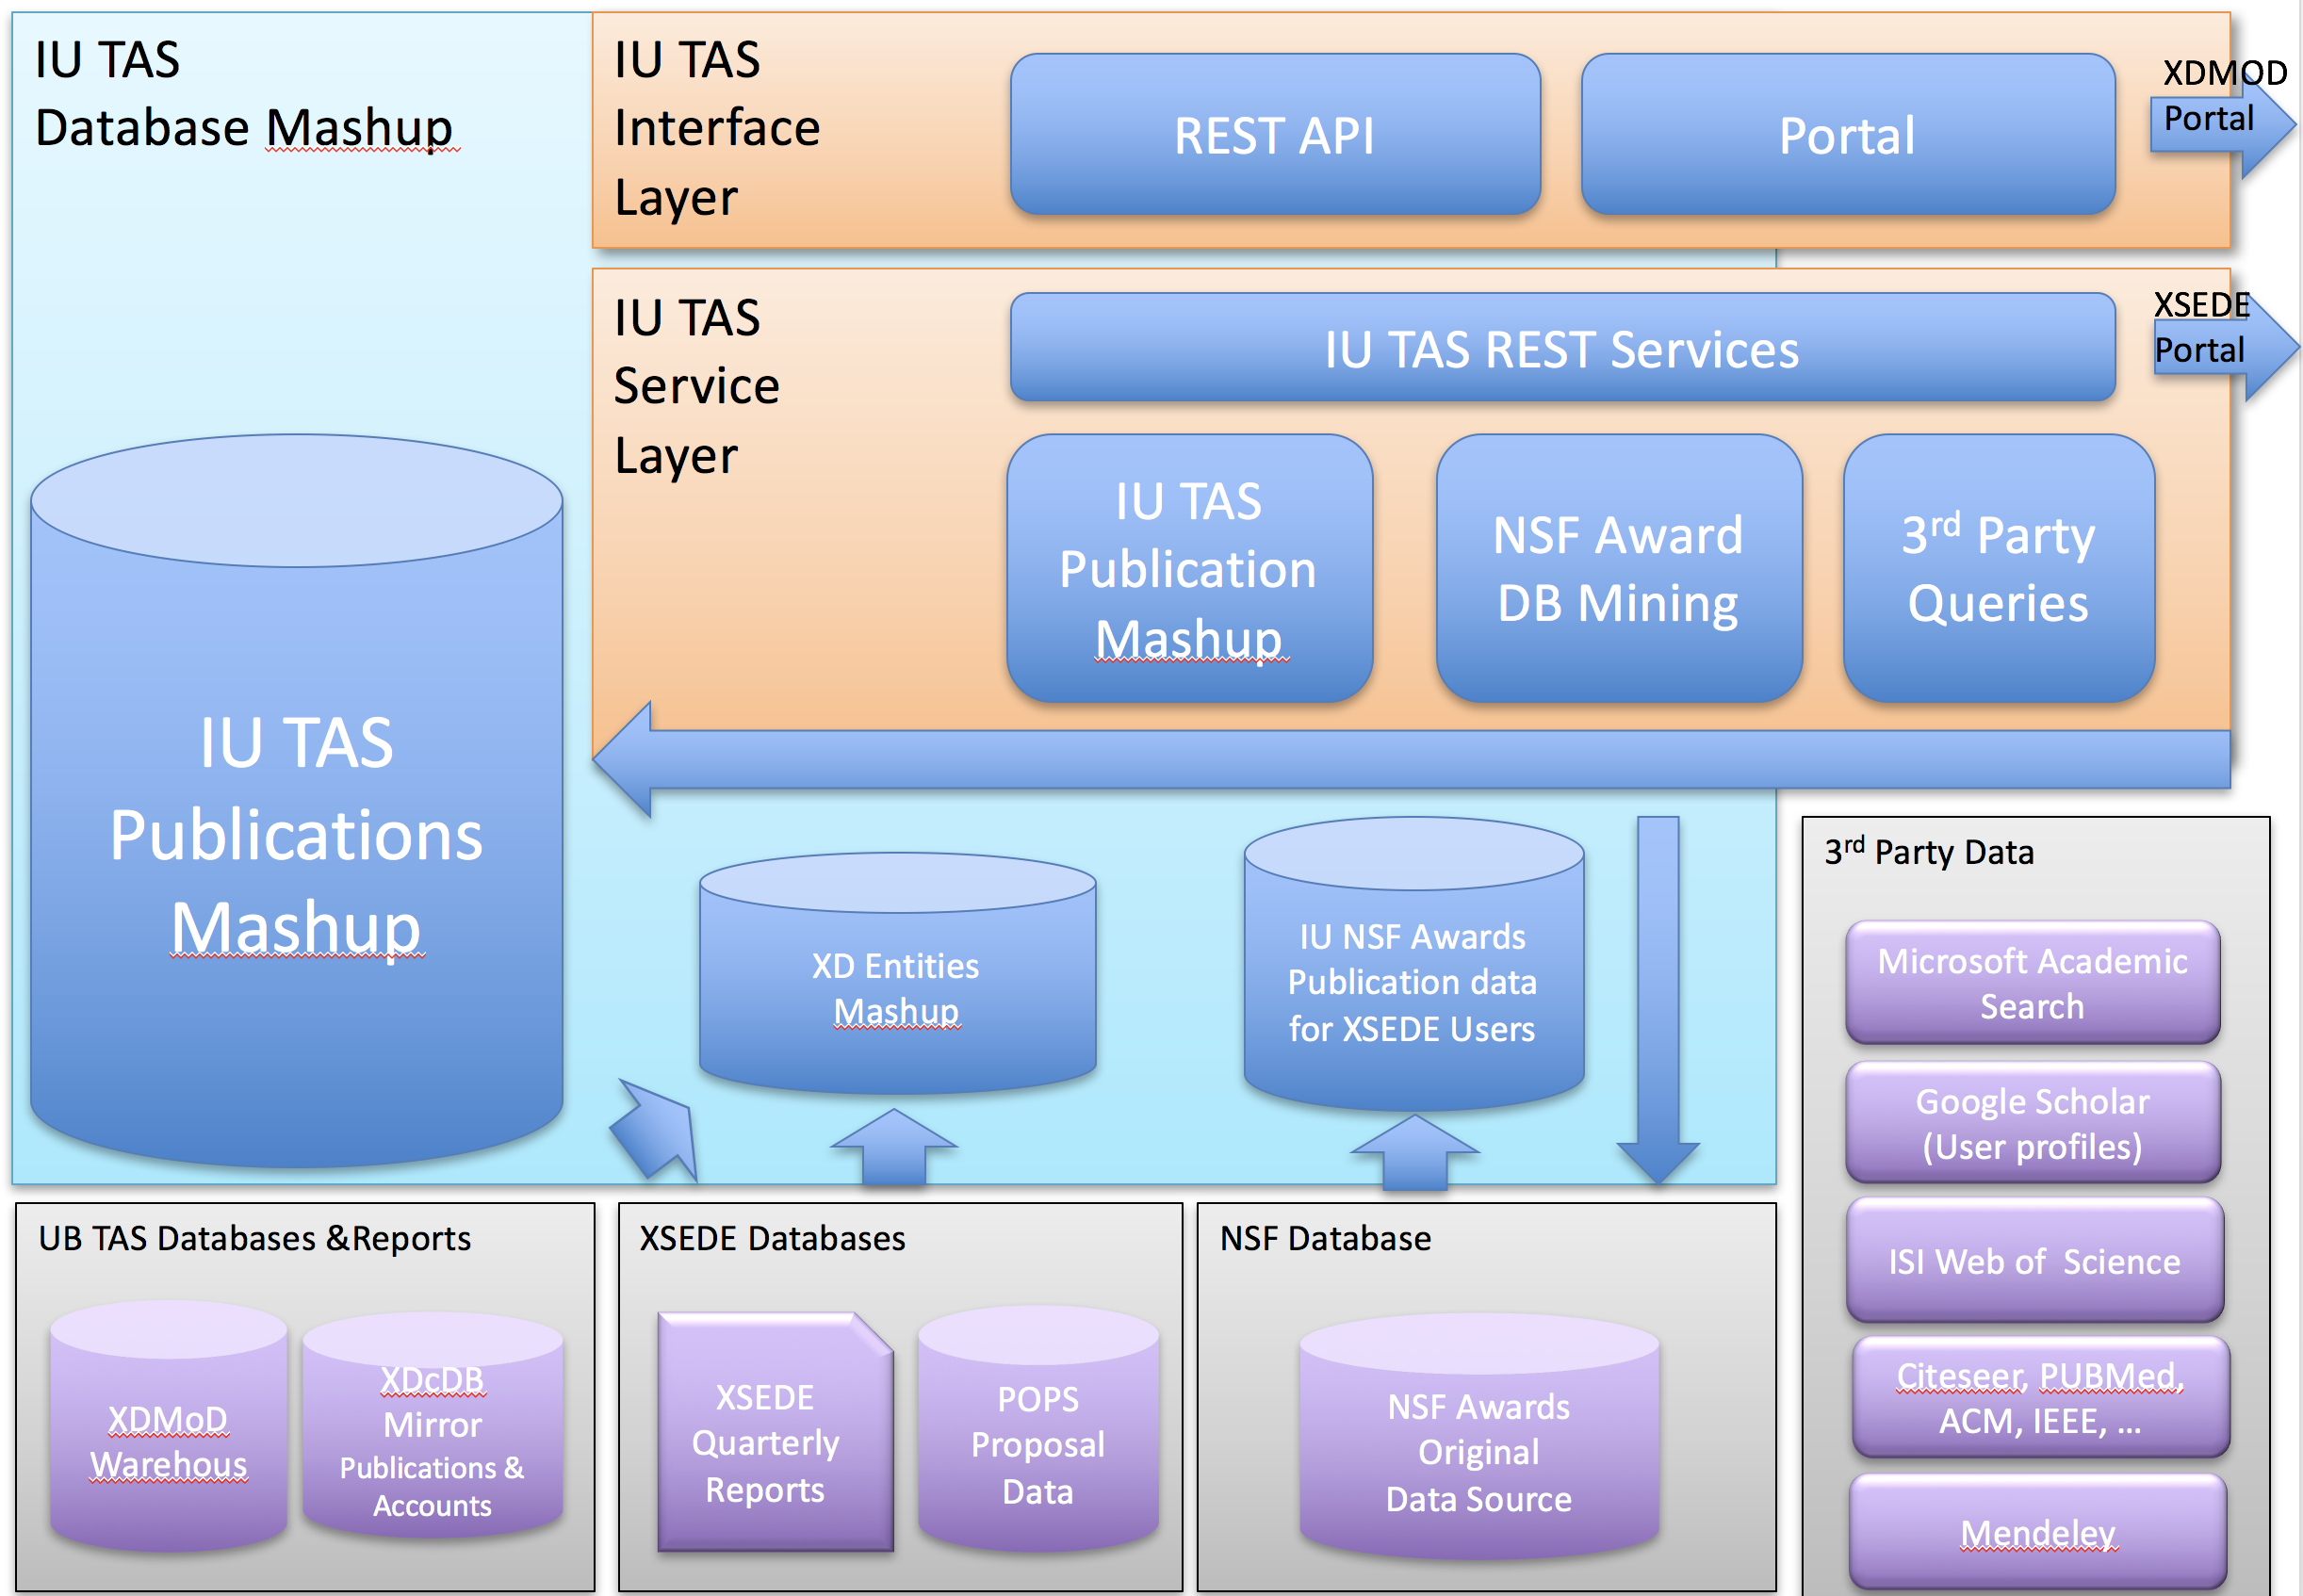 IU TAS
Database Mashup
IU TAS
Interface
Layer
REST API
Portal
XDMOD
Portal
IU TAS
Service
Layer
IU TAS REST Services
XSEDE
Portal
IU TAS
Publication
Mashup
NSF Award
DB Mining
3rd Party
Queries
IU TAS
Publications
Mashup
XD Entities
Mashup
IU NSF Awards
Publication data
for XSEDE Users
3rd Party Data
Microsoft Academic
Search
Google Scholar
(User profiles)
ISI Web of  Science
Citeseer, PUBMed,
ACM, IEEE, ...
Mendeley
UB TAS Databases &Reports
XDMoD
Warehous
XDcDB
Mirror
Publications &
Accounts
XSEDE Databases
XSEDE
Quarterly
Reports
POPS
Proposal
Data
NSF Database
NSF Awards
Original
Data Source